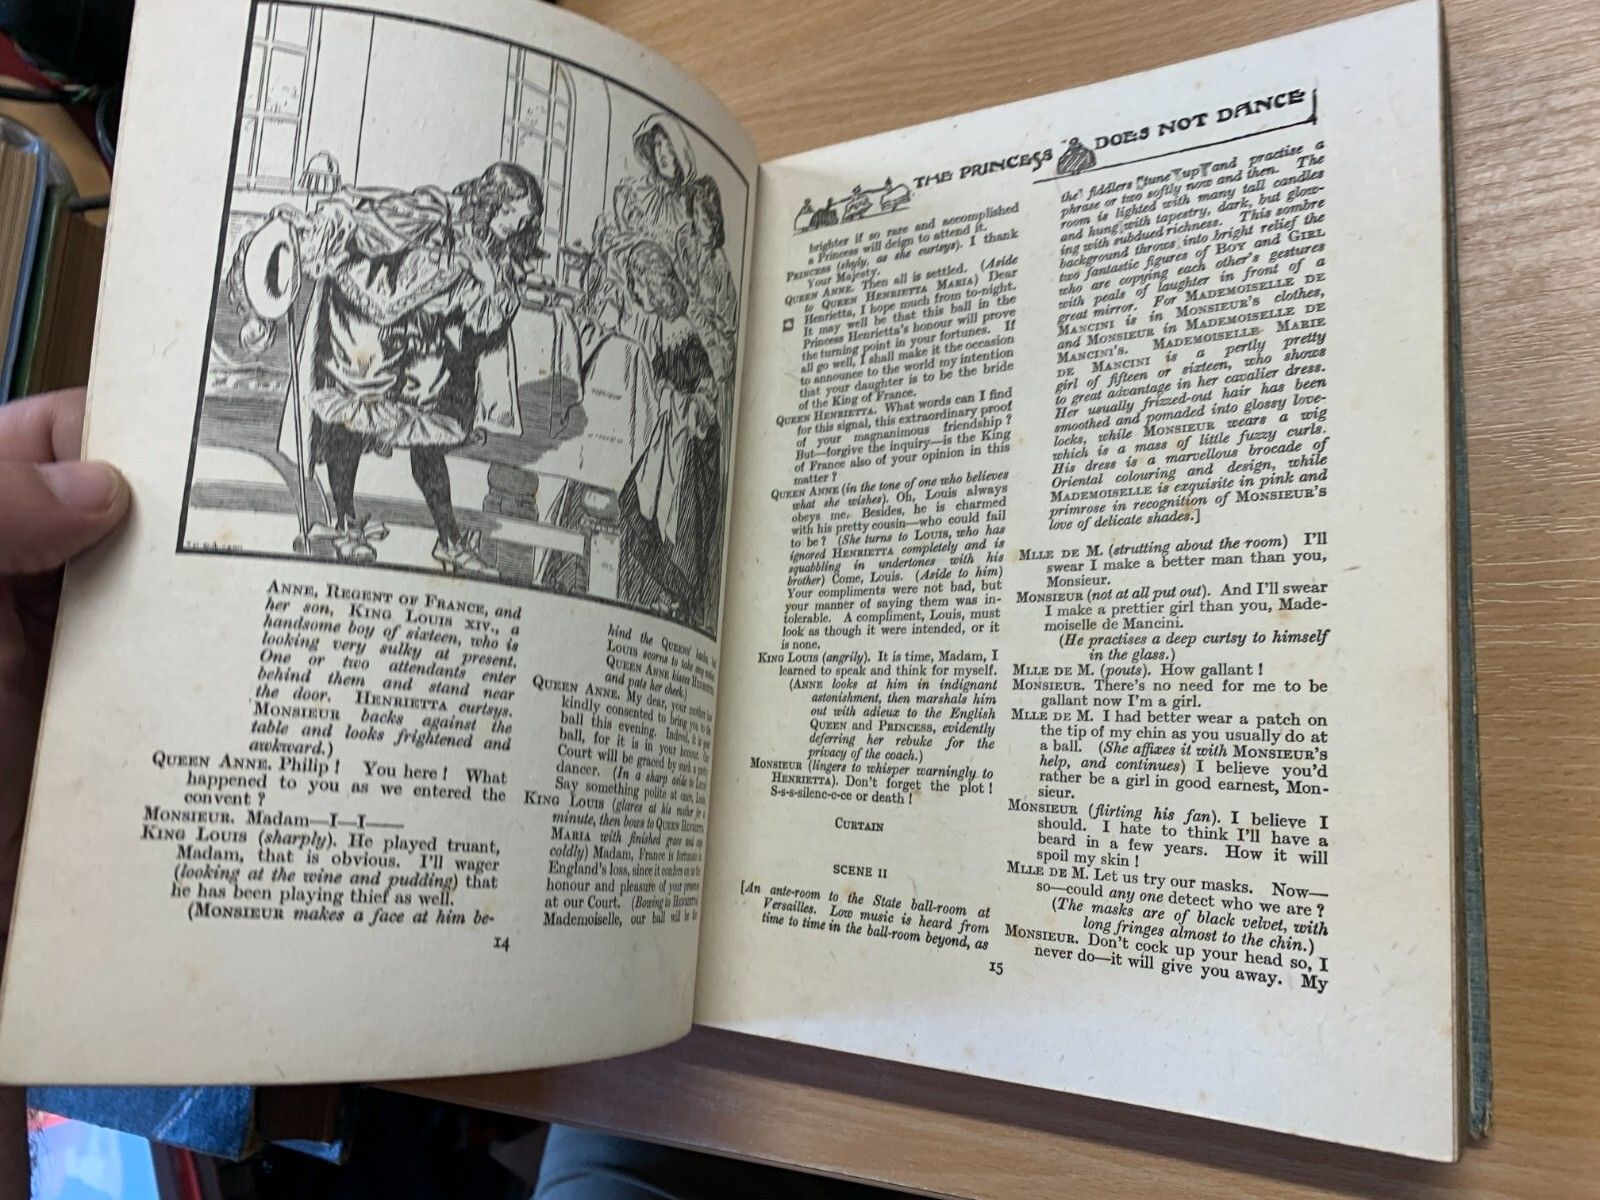 ANNE, REGENT OF FRANCE, and
her son, KING LOUIS XIV., a
handsome boy of sixteen, who is
looking very sulky at present.
One or two attendants enter
behind them and stand near
the door. HENRIETTA curtsys.
MONSIEUR backs against the
table and looks frightened and
awkward.)
QUEEN ANNE. Philip! You here! What
happened to you as we entered the
convent?
MONSIEUR. Madam—I—I——
KING LOUIS (sharply). He played truant,
Madam, that is obvious. I'll wager
(looking at the wine and pudding) that
he has been playing thief as well.
(MONSIEUR makes a face at him be-
hind the QUEENS' backs,
LOUIS scorns to take
QUEEN ANNE kisses HENRIETTA
and pats her cheek.)
QUEEN ANNE. My dear, your mother has
kindly consented to bring you to the
ball this evening. Indeed, it is your
ball, for it is in your honour. Our
Court will be graced by such a pretty
dancer. (In a sharp aside to LOUIS)
Say something polite at once, Louis
KING LOUIS (glares at his mother for a
minute, then bows to QUEEN HENRIETTA
MARIA with finished grace and says
coldly) Madam, France is fortunate in
England's loss, since it confers on us the
honour and pleasure of your presence
at our Court. (Bowing to HENRIETTA)
Mademoiselle, our ball will be the
14
THE PRINCESS DOES NOT DANCE
brighter if so rare and accomplished
a Princess will deign to attend it.
PRINCESS (shyly, as she curtsys). I thank
Your Majesty.
QUEEN ANNE. Then all is settled. (Aside
to QUEEN HENRIETTA MARIA) Dear
Henrietta, I hope much from to-night.
It may well be that this ball in the
Princess Henrietta's honour will prove
the turning point in your fortunes. If
all go well, I shall make it the occasion
to announce to the world my intention
that your daughter is to be the bride
of the King of France.
QUEEN HENRIETTA. What words can I find
for this signal, this extraordinary proof
of your magnanimous friendship?
But—forgive the inquiry—is the King
of France also of your opinion in this
matter?
QUEEN ANNE (in the tone of one who believes
what she wishes). Oh, Louis always
obeys me. Besides, he is charmed
with his pretty cousin—who could fail
to be? (She turns to LOUIS, who has
ignored HENRIETTA completely and is
squabbling in undertones with his
brother) Come, Louis. (Aside to him)
Your compliments were not bad, but
your manner of saying them was in-
tolerable. A compliment, Louis, must
look as though it were intended, or it
is none.
KING LOUIS (angrily). It is time, Madam, I
learned to speak and think for myself.
(ANNE looks at him in indignant
astonishment, then marshals him
out with adieux to the English
QUEEN and PRINCESS, evidently
deferring her rebuke for the
privacy of the coach.)
MONSIEUR (lingers to whisper warningly to
HENRIETTA). Don't forget the plot!
S-s-s-silenc-c-ce or death!
CURTAIN
SCENE II
[An ante-room to the State ball-room at
Versailles. Low music is heard from
time to time in the ball-room beyond, as
the fiddlers tune up and practise a
phrase or two softly now and then. The
room is lighted with many tall candles
and hung with tapestry, dark, but glow-
ing with subdued richness. This sombre
background throws into bright relief the
two fantastic figures of BOY and GIRL
who are copying each other's gestures
with peals of laughter in front of a
great mirror. For MADEMOISELLE DE
MANCINI is in MONSIEUR'S clothes,
and MONSIEUR in MADEMOISELLE DE
MANCINI'S. MADEMOISELLE MARIE
DE MANCINI is a pertly pretty
girl of fifteen or sixteen, who shows
to great advantage in her cavalier dress.
Her usually frizzed-out hair has been
smoothed and pomaded into glossy love-
locks, while MONSIEUR wears a wig
which is a mass of little fuzzy curls.
His dress is a marvellous brocade of
Oriental colouring and design, while
MADEMOISELLE is exquisite in pink and
primrose in recognition of MONSIEUR'S
love of delicate shades.]
MLLE DE M. (strutting about the room) I'll
swear I make a better man than you,
Monsieur.
MONSIEUR (not at all put out). And I'll swear
I make a prettier girl than you, Made-
moiselle de Mancini.
(He practises a deep curtsy to himself
in the glass.)
MLLE DE M. (pouts). How gallant!
MONSIEUR. There's no need for me to be
gallant now I'm a girl.
MLLE DE M. I had better wear a patch on
the tip of my chin as you usually do at
a ball. (She affixes it with MONSIEUR'S
help, and continues) I believe you'd
rather be a girl in good earnest, Mon-
sieur.
MONSIEUR (flirting his fan). I believe I
should. I hate to think I'll have a
beard in a few years. How it will
spoil my skin!
MLLE DE M. Let us try our masks. Now—
so—could any one detect who we are?
(The masks are of black velvet, with
long fringes almost to the chin.)
MONSIEUR. Don't cock up your head so, I
never do—it will give you away. My
15